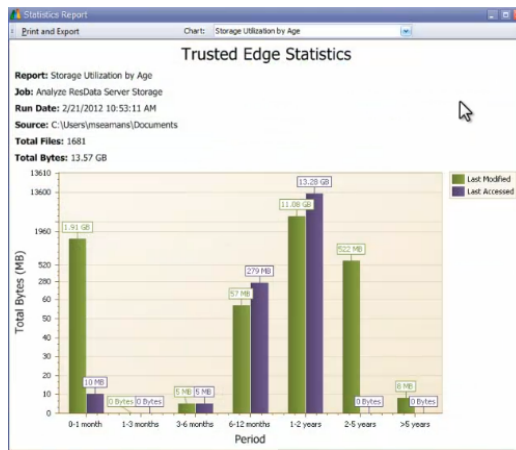 Statistics Report
Print and Export Chart: Storage Utilization by Age
Trusted Edge Statistics
Report: Storage Utilization by Age
Job: Analyze ResData Server Storage
Run Date: 2/21/2012 10:53:11 AM
Source: C:\Users\mseamans\Documents
Total Files: 1681
Total Bytes: 13.57 GB
Last Modified
Last Accessed
Total Bytes (MB)
13610
13600
1960
520
280
60
50
40
30
20
10
0
1.91 GB
10 MB
0 Bytes
0 Bytes
5 MB
5 MB
57 MB
279 MB
11.08 GB
13.28 GB
522 MB
0 Bytes
8 MB
0 Bytes
0-1 month
1-3 months
3-6 months
6-12 months
1-2 years
2-5 years
>5 years
Period